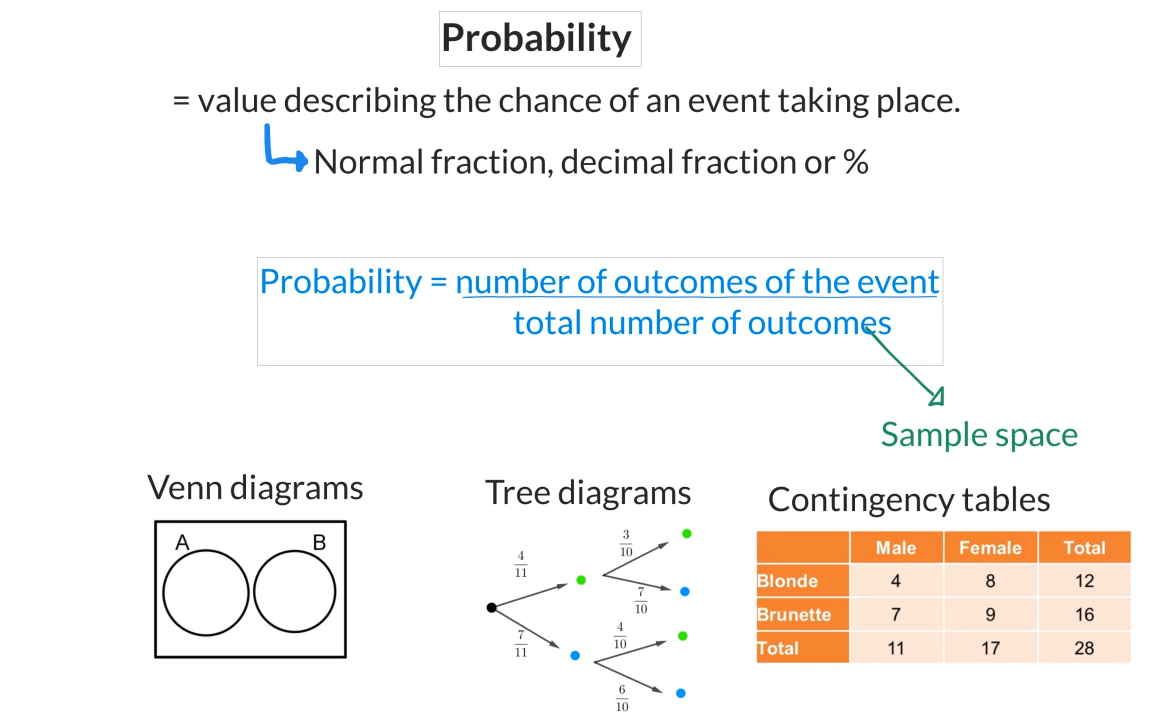 Probability
= value describing the chance of an event taking place.
Normal fraction, decimal fraction or %
Probability = number of outcomes of the event
total number of outcomes
Sample space
Venn diagrams
A B
Tree diagrams
4/11
7/11
3/10
7/10
4/10
6/10
Contingency tables
Male Female Total
Blonde 4 8 12
Brunette 7 9 16
Total 11 17 28